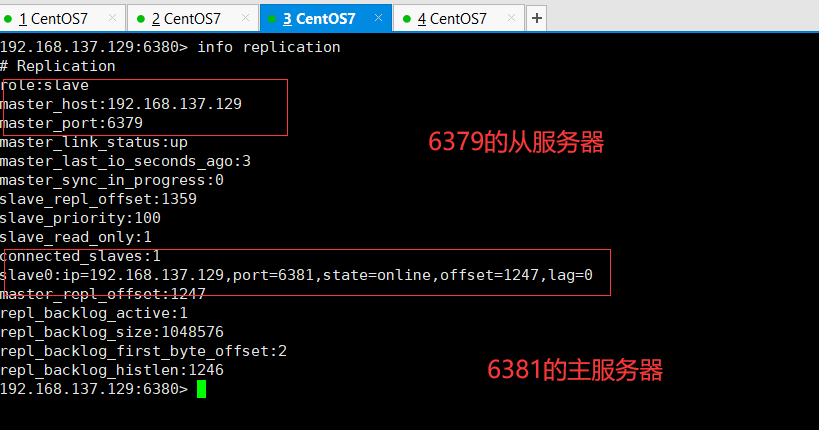 1 CentOS7 × 2 CentOS7 × 3 CentOS7 × 4 CentOS7 × +
192.168.137.129:6380> info replication
# Replication
role:slave
master_host:192.168.137.129
master_port:6379
master_link_status:up
6379的从服务器
master_last_io_seconds_ago:3
master_sync_in_progress:0
slave_repl_offset:1359
slave_priority:100
slave_read_only:1
connected_slaves:1
slave0:ip=192.168.137.129,port=6381,state=online,offset=1247,lag=0
master_repl_offset:1247
repl_backlog_active:1
repl_backlog_size:1048576
repl_backlog_first_byte_offset:2
repl_backlog_histlen:1246
6381的主服务器
192.168.137.129:6380>